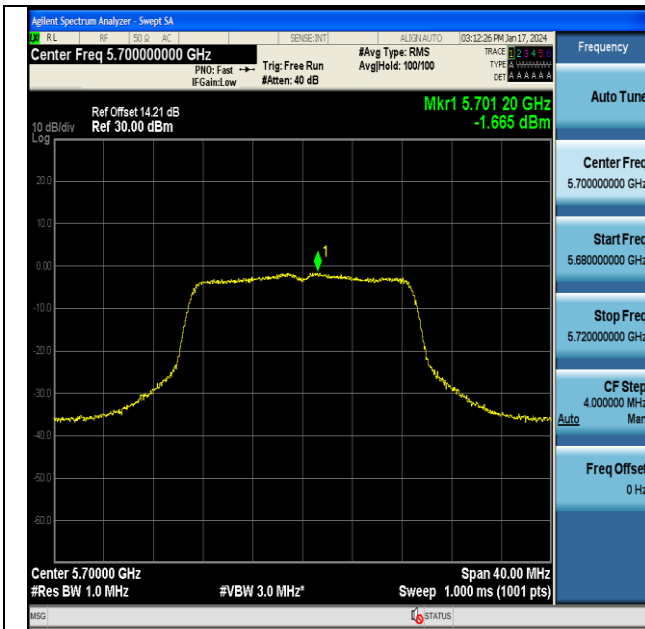 Agilent Spectrum Analyzer - Swept SA
RL RF 50 Ω AC SENSE:INT ALIGN AUTO 03:12:26 PM Jan 17, 2024
Center Freq 5.700000000 GHz
PNO: Fast
IFGain:Low
Trig: Free Run
#Atten: 40 dB
#Avg Type: RMS
Avg|Hold: 100/100
TRACE 1 2 3 4 5 6
TYPE A
DET A A A A A A
Ref Offset 14.21 dB
10 dB/div Ref 30.00 dBm
Log
Mkr1 5.701 20 GHz
-1.665 dBm
20.0
10.0
0.00
-10.0
-20.0
-30.0
-40.0
-50.0
-60.0
1
Center 5.70000 GHz
Span 40.00 MHz
#Res BW 1.0 MHz
#VBW 3.0 MHz*
Sweep 1.000 ms (1001 pts)
MSG
STATUS
Frequency
Auto Tune
Center Freq
5.700000000 GHz
Start Freq
5.680000000 GHz
Stop Freq
5.720000000 GHz
CF Step
4.000000 MHz
Auto Man
Freq Offset
0 Hz